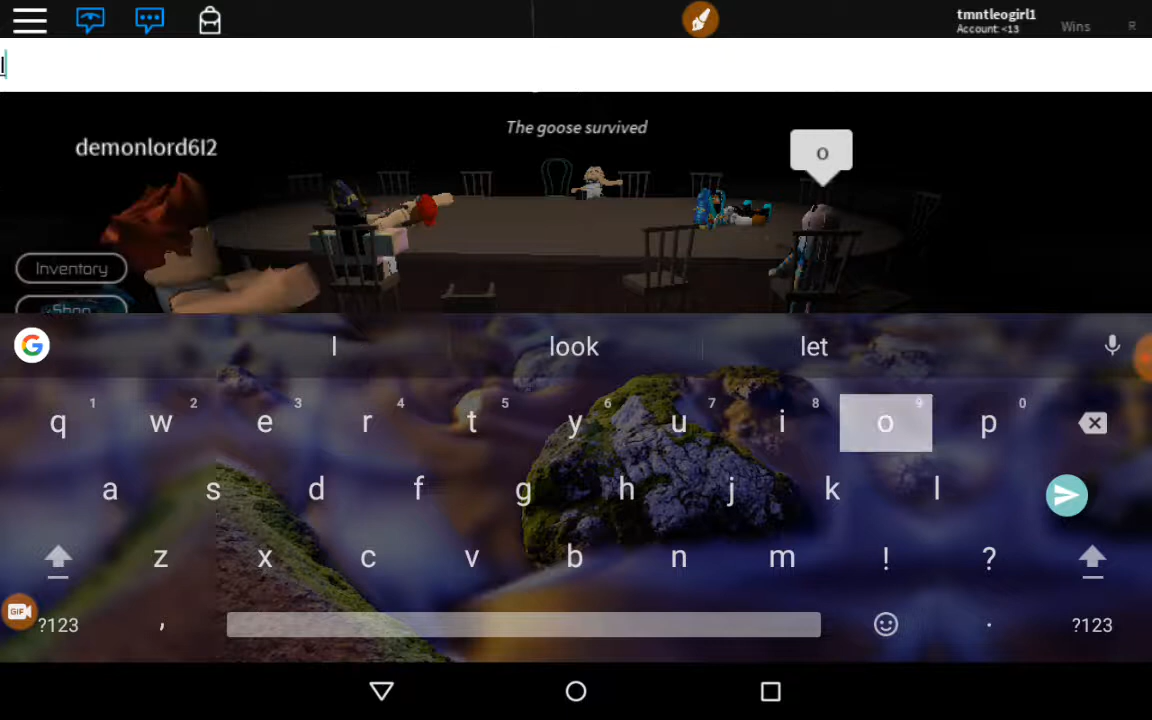 tmntleogirl1
Account: <13
Wins
R
l
The goose survived
demonlord612
o
Inventory
Shop
G
l look let
q 1 w 2 e 3 r 4 t 5 y 6 u 7 i 8 o 9 p 0
a s d f g h j k l
z x c v b n m ! ?
GIF
?123 , . ?123